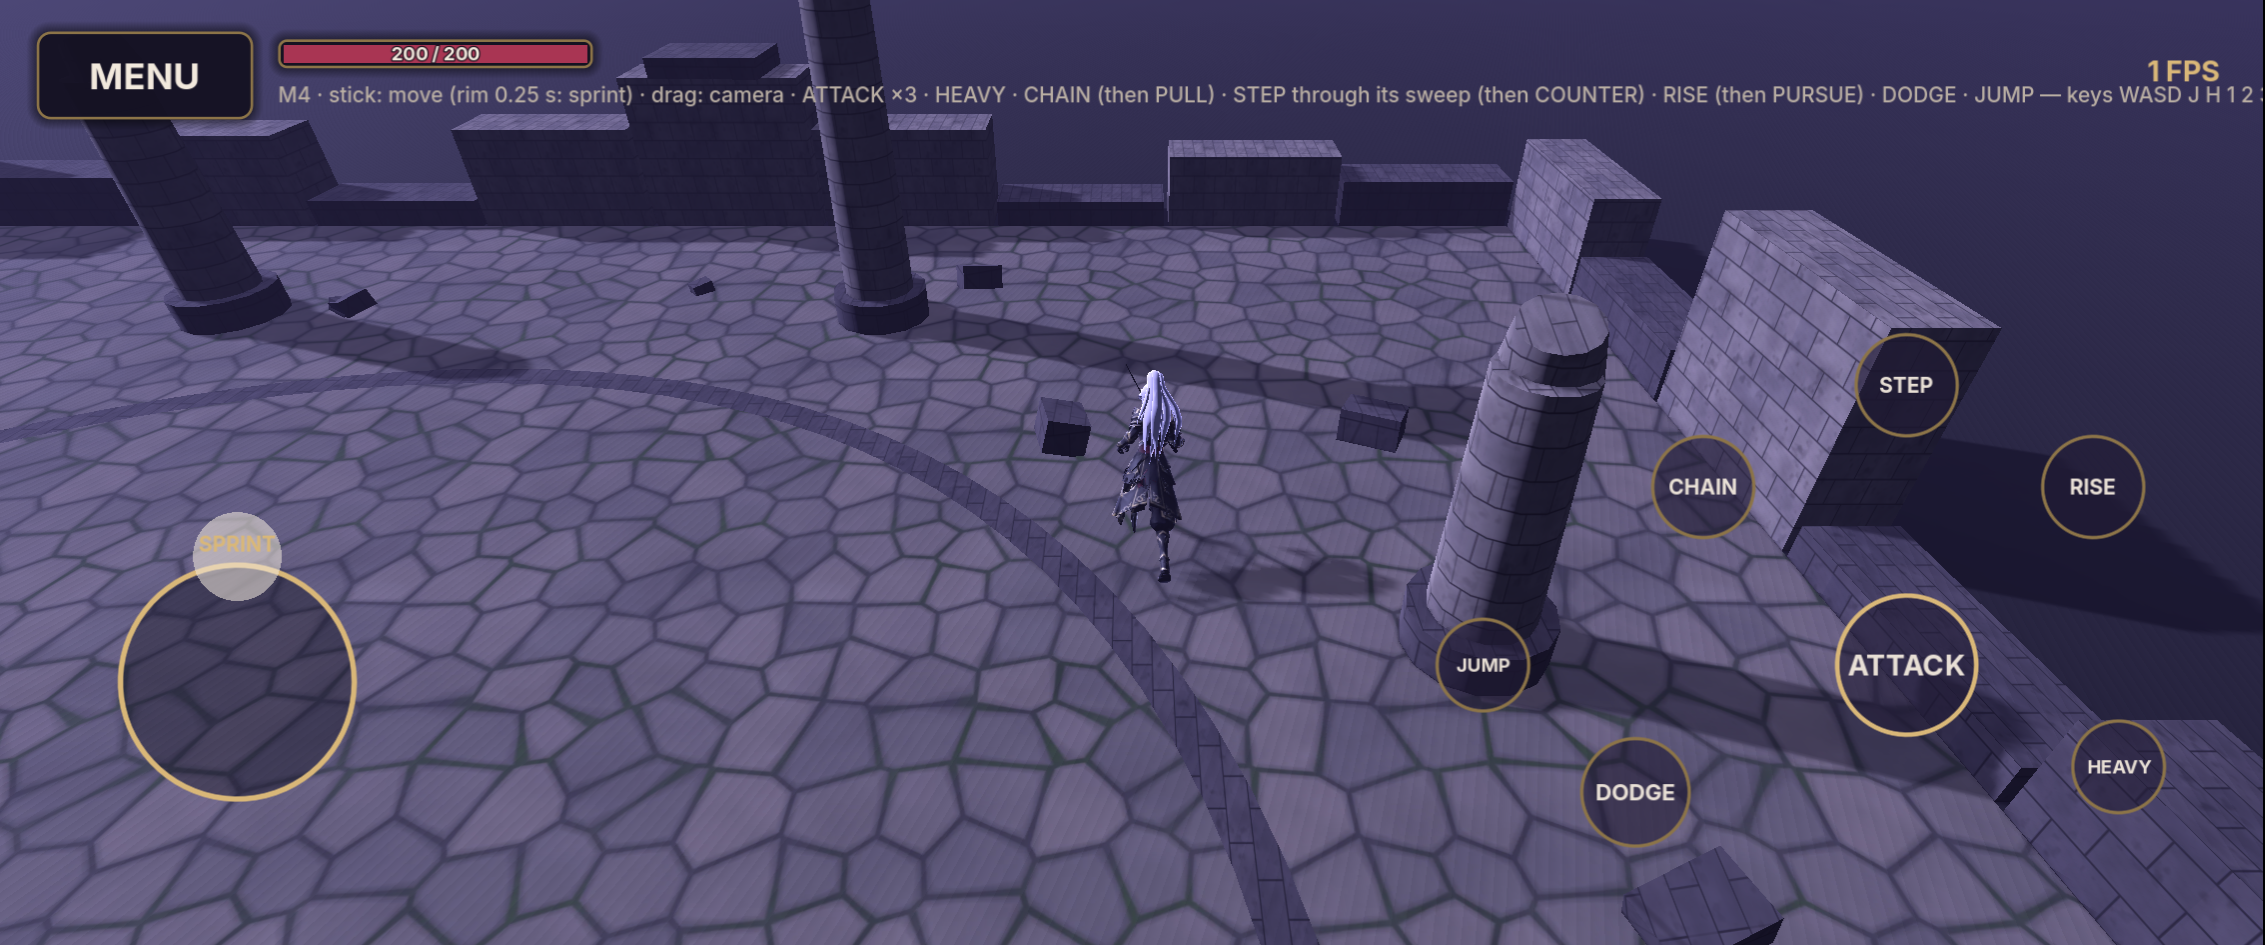 MENU
200 / 200
1 FPS
M4 · stick: move (rim 0.25 s: sprint) · drag: camera · ATTACK ×3 · HEAVY · CHAIN (then PULL) · STEP through its sweep (then COUNTER) · RISE (then PURSUE) · DODGE · JUMP — keys WASD J H 1 2
STEP
CHAIN
RISE
SPRINT
JUMP
ATTACK
HEAVY
DODGE